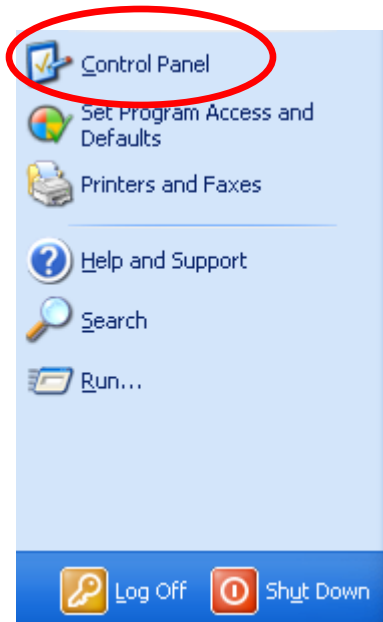 Control Panel
Set Program Access and
Defaults
Printers and Faxes
Help and Support
Search
Run...
Log Off Shut Down